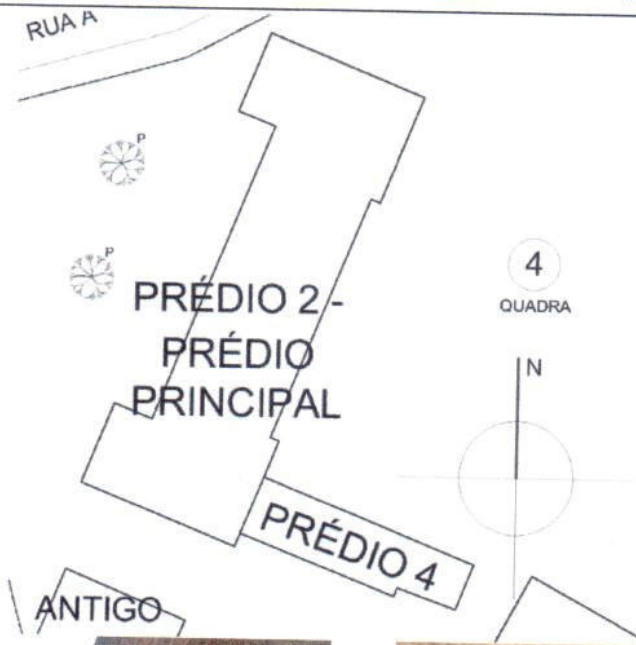 RUA A
P
P
PRÉDIO 2 -
PRÉDIO
PRINCIPAL
4
QUADRA
N
PRÉDIO 4
ANTIGO